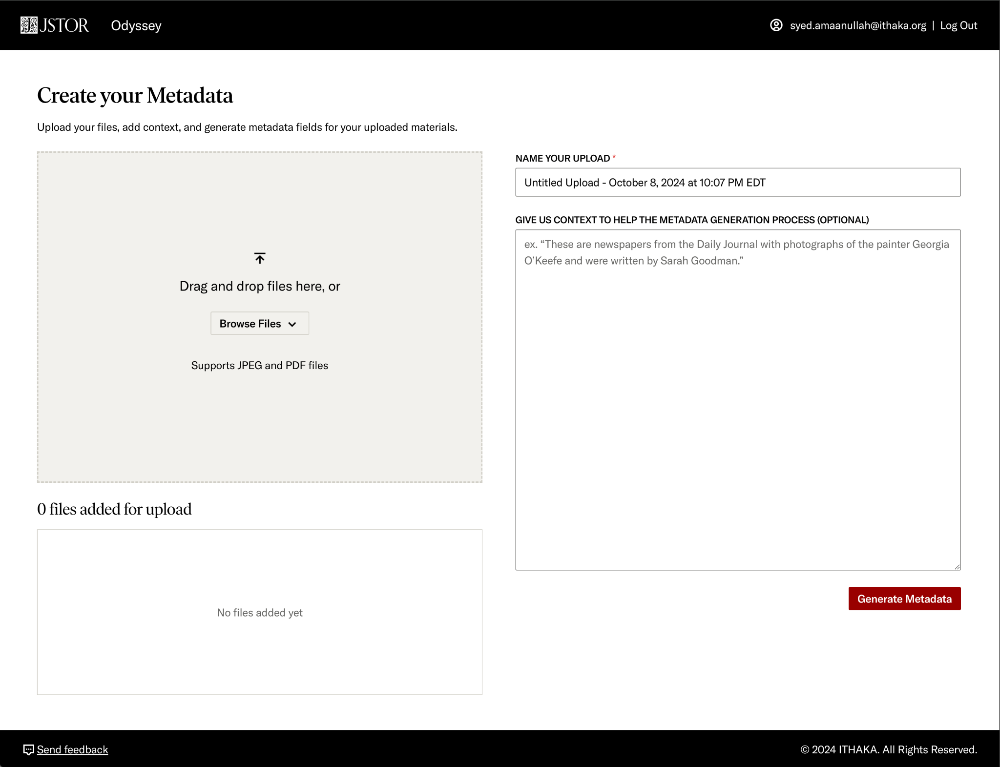 JSTOR
Odyssey
syed.amaanullah@ithaka.org | Log Out
Create your Metadata
Upload your files, add context, and generate metadata fields for your uploaded materials.
Drag and drop files here, or
Browse Files
Supports JPEG and PDF files
0 files added for upload
No files added yet
NAME YOUR UPLOAD *
Untitled Upload - October 8, 2024 at 10:07 PM EDT
GIVE US CONTEXT TO HELP THE METADATA GENERATION PROCESS (OPTIONAL)
ex. “These are newspapers from the Daily Journal with photographs of the painter Georgia
O’Keefe and were written by Sarah Goodman.”
Generate Metadata
Send feedback
© 2024 ITHAKA. All Rights Reserved.